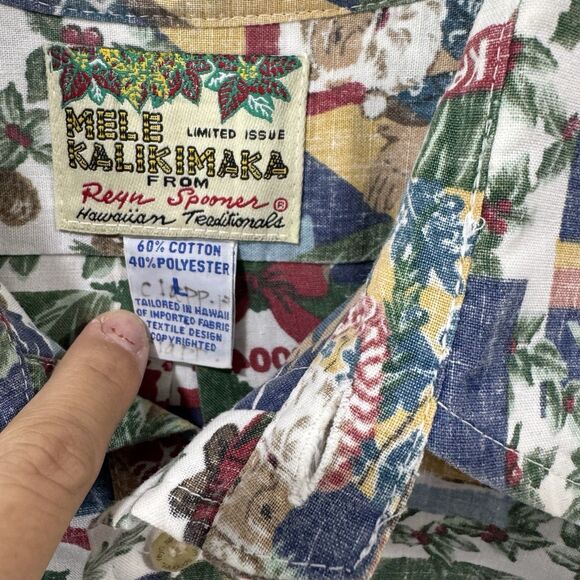 MELE
LIMITED ISSUE
KALIKIMAKA
FROM
Reyn Spooner®
Hawaiian Traditionals
60% COTTON
40% POLYESTER
L
TAILORED IN HAWAII
OF IMPORTED FABRIC
TEXTILE DESIGN
COPYRIGHTED